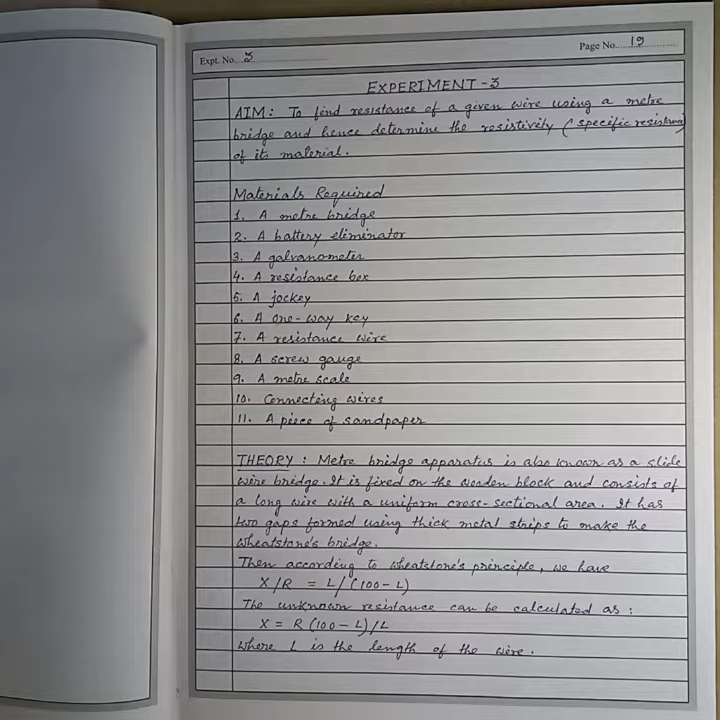 Expt. No. 3
Page No. 19
EXPERIMENT - 3
AIM: To find resistance of a given wire using a metre
bridge and hence determine the resistivity (specific resistance)
of its material.
Materials Required
1. A metre bridge
2. A battery eliminator
3. A galvanometer
4. A resistance box
5. A jockey
6. A one-way key
7. A resistance wire
8. A screw gauge
9. A metre scale
10. Connecting wires
11. A piece of sandpaper
THEORY: Metre bridge apparatus is also known as a slide
wire bridge. It is fixed on the wooden block and consists of
a long wire with a uniform cross-sectional area. It has
two gaps formed using thick metal strips to make the
Wheatstone's bridge.
Then according to Wheatstone's principle, we have
X/R = L/(100-L)
The unknown resistance can be calculated as:
X = R(100-L)/L
Where L is the length of the wire.